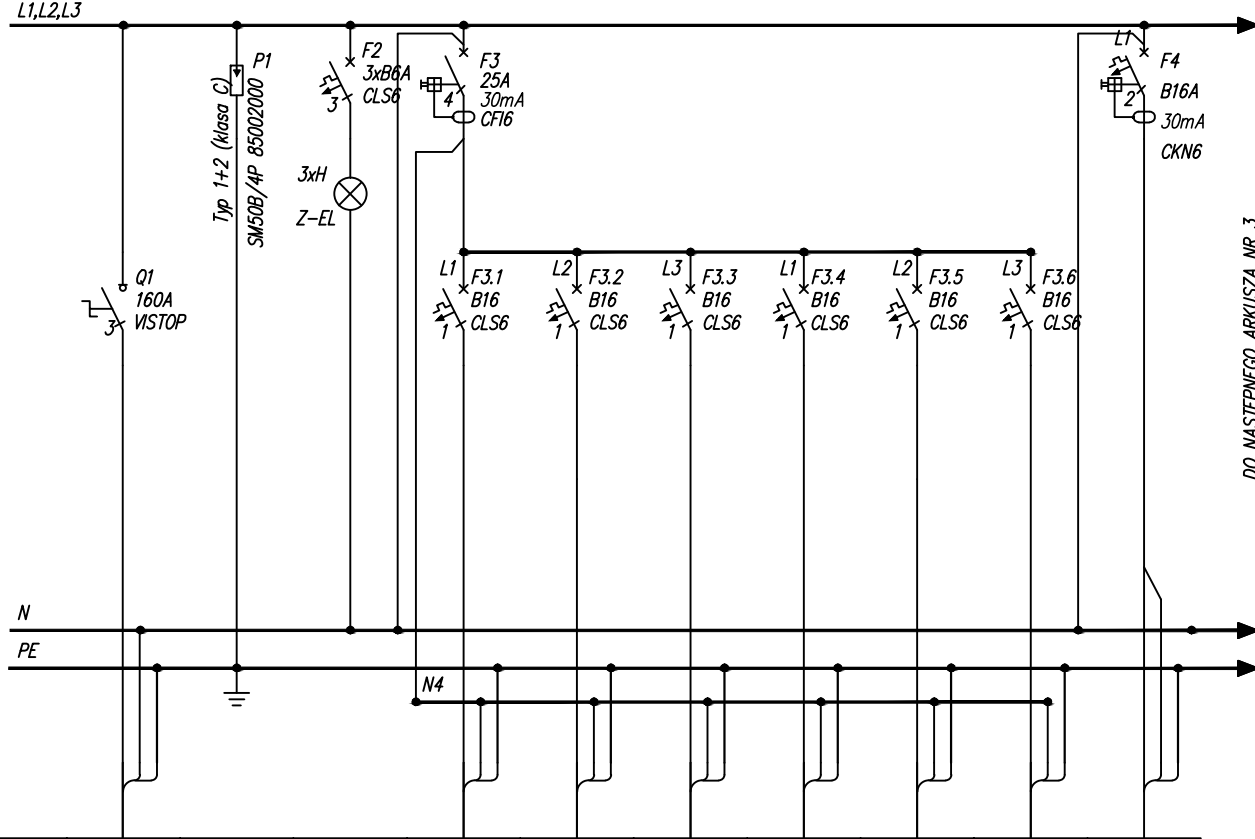 L1,L2,L3
P1
Typ 1+2 (klasa C)
SM50B/4P 85002000
F2
3xB6A
CLS6
3
3xH
Z-EL
F3
25A
30mA
CFI6
4
L1
F4
B16A
2
30mA
CKN6
Q1
160A
VISTOP
3
L1
F3.1
B16
CLS6
1
L2
F3.2
B16
CLS6
1
L3
F3.3
B16
CLS6
1
L1
F3.4
B16
CLS6
1
L2
F3.5
B16
CLS6
1
L3
F3.6
B16
CLS6
1
DO NASTĘPNEGO ARKUSZA NR 3
N
PE
N4